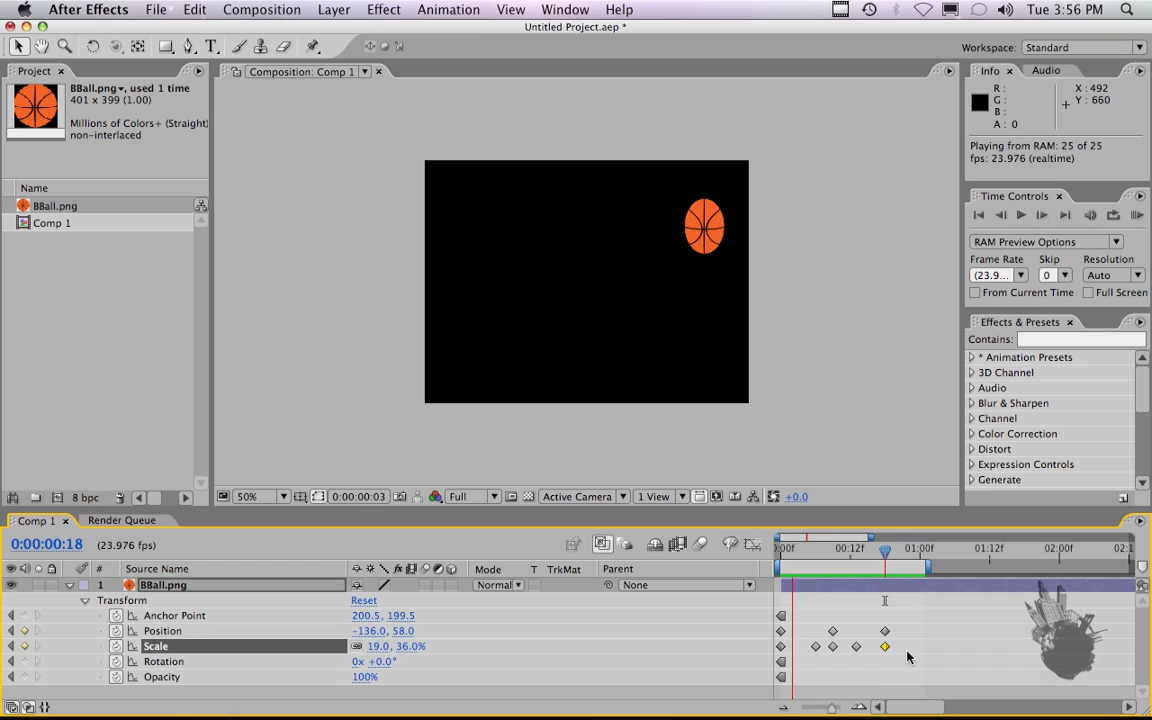 After Effects File Edit Composition Layer Effect Animation View Window Help Tue 3:56 PM
Untitled Project.aep *
T Workspace: Standard
Project Composition: Comp 1 Info Audio
BBall.png, used 1 time
401 x 399 (1.00)
Millions of Colors+ (Straight)
non-interlaced
R :
G :
B :
A : 0
X : 492
Y : 660
Playing from RAM: 25 of 25
fps: 23.976 (realtime)
Name
BBall.png
Comp 1
Time Controls
RAM Preview Options
Frame Rate Skip Resolution
(23.9... 0 Auto
From Current Time Full Screen
Effects & Presets
Contains:
* Animation Presets
3D Channel
Audio
Blur & Sharpen
Channel
Color Correction
Distort
Expression Controls
Generate
8 bpc 50% 0:00:00:03 Full Active Camera 1 View +0.0
Comp 1 Render Queue
0:00:00:18 (23.976 fps)
):00f 00:12f 01:00f 01:12f 02:00f 02:1
# Source Name Mode T TrkMat Parent
1 BBall.png Normal None
Transform Reset
Anchor Point 200.5, 199.5
Position -136.0, 58.0
Scale 19.0, 36.0%
Rotation 0x +0.0°
Opacity 100%